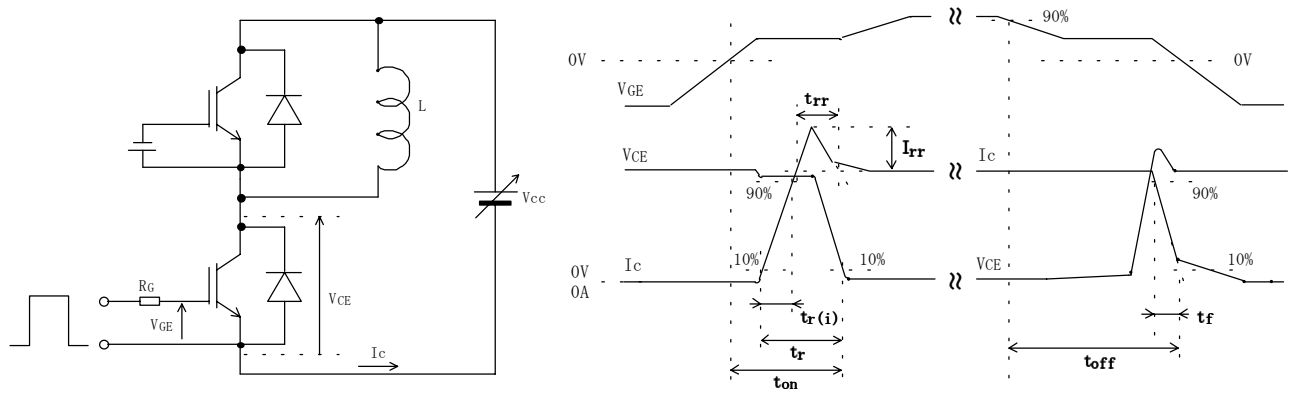 L
Vcc
RG
VGE
VCE
Ic
0V
90%
0V
VGE
trr
Irr
VCE
Ic
90%
90%
10%
10%
10%
0V
0A
Ic
VCE
tr(i)
tf
tr
toff
ton